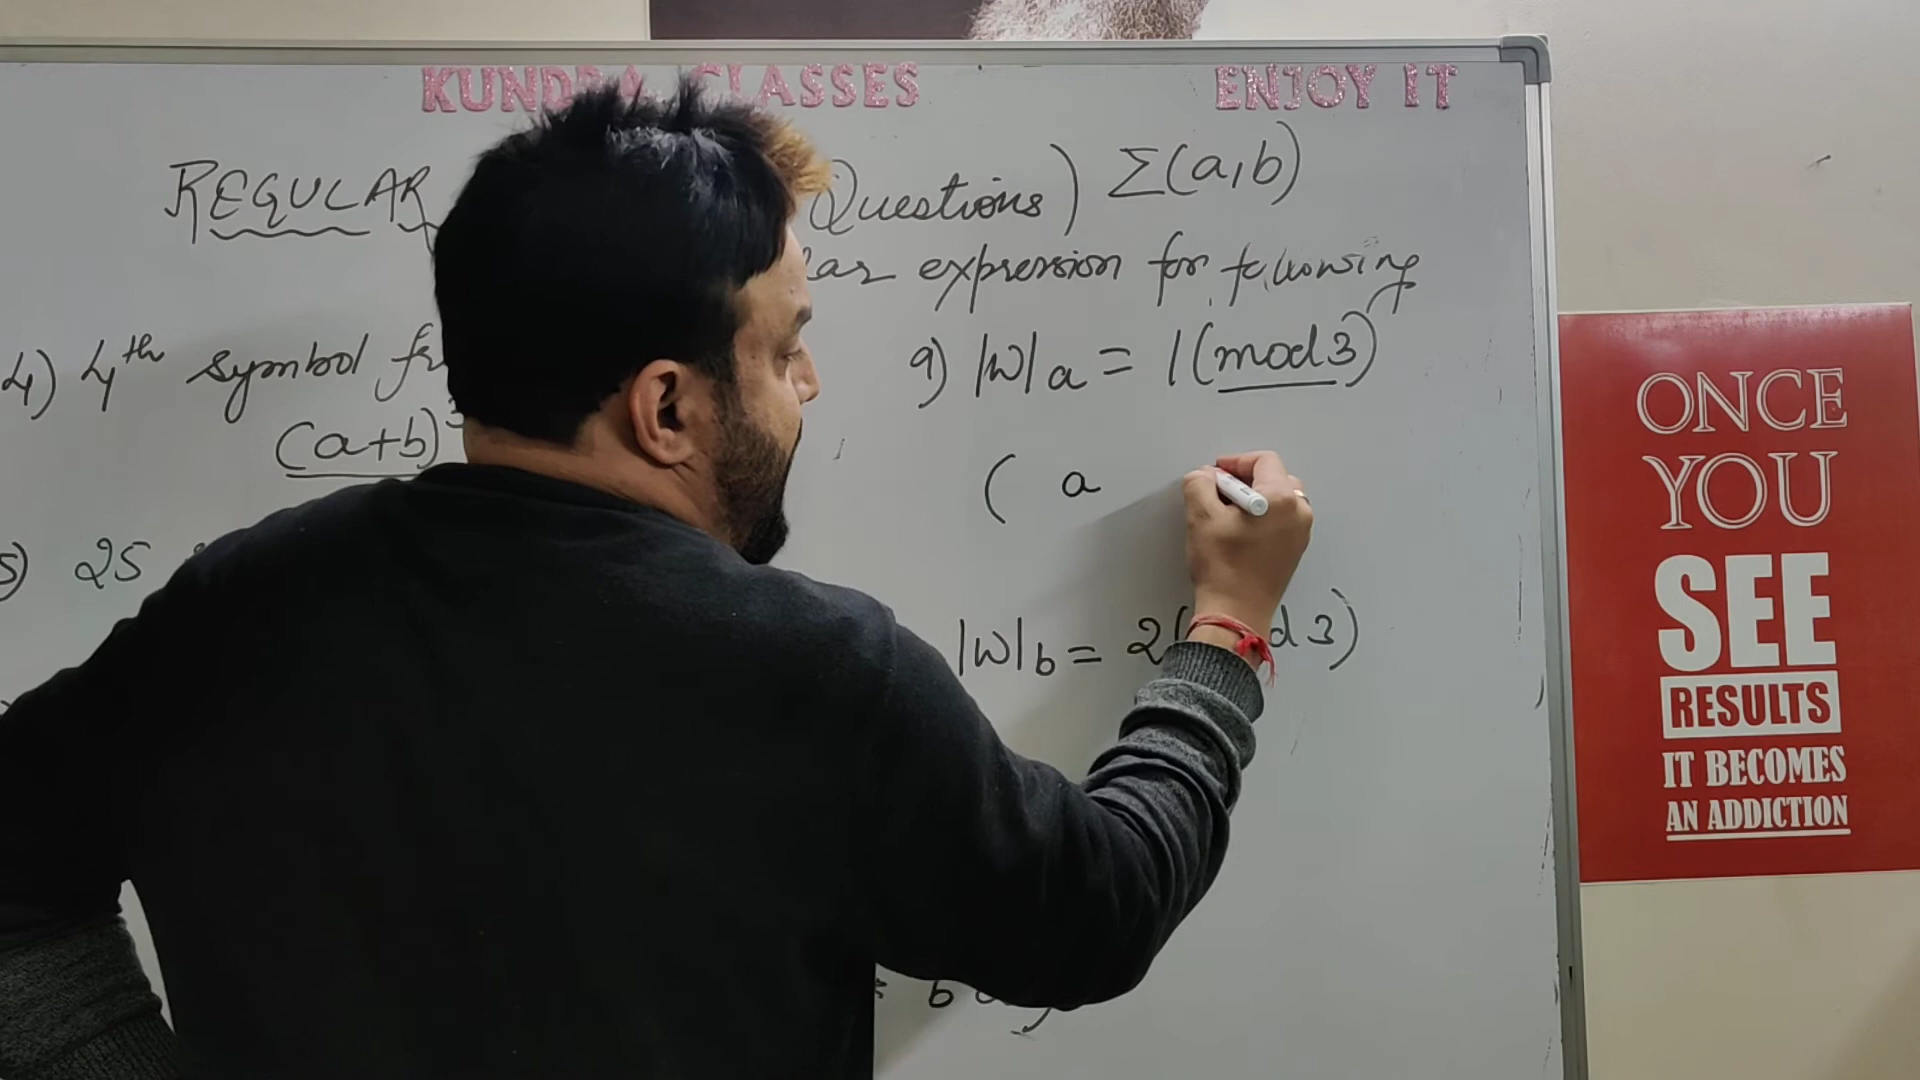 KUNDRA CLASSES
ENJOY IT
REGULAR Questions) Σ(a,b)
expression for following
4) 4th symbol
(a+b)
9) |w|a = 1(mod3)
( a
5) 25
|w|b = 2( d 3)
b
ONCE
YOU
SEE
RESULTS
IT BECOMES
AN ADDICTION